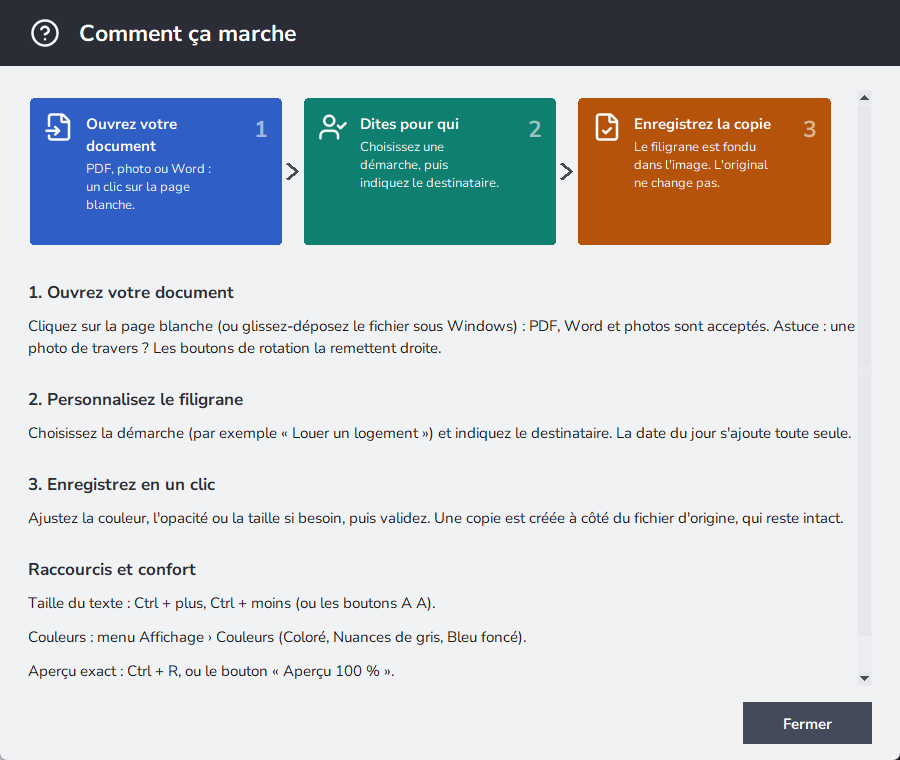 Comment ça marche
Ouvrez votre
document
1
PDF, photo ou Word :
un clic sur la page
blanche.
Dites pour qui
2
Choisissez une
démarche, puis
indiquez le destinataire.
Enregistrez la copie
3
Le filigrane est fondu
dans l'image. L'original
ne change pas.
1. Ouvrez votre document
Cliquez sur la page blanche (ou glissez-déposez le fichier sous Windows) : PDF, Word et photos sont acceptés. Astuce : une
photo de travers ? Les boutons de rotation la remettent droite.
2. Personnalisez le filigrane
Choisissez la démarche (par exemple « Louer un logement ») et indiquez le destinataire. La date du jour s'ajoute toute seule.
3. Enregistrez en un clic
Ajustez la couleur, l'opacité ou la taille si besoin, puis validez. Une copie est créée à côté du fichier d'origine, qui reste intact.
Raccourcis et confort
Taille du texte : Ctrl + plus, Ctrl + moins (ou les boutons A A).
Couleurs : menu Affichage › Couleurs (Coloré, Nuances de gris, Bleu foncé).
Aperçu exact : Ctrl + R, ou le bouton « Aperçu 100 % ».
Fermer